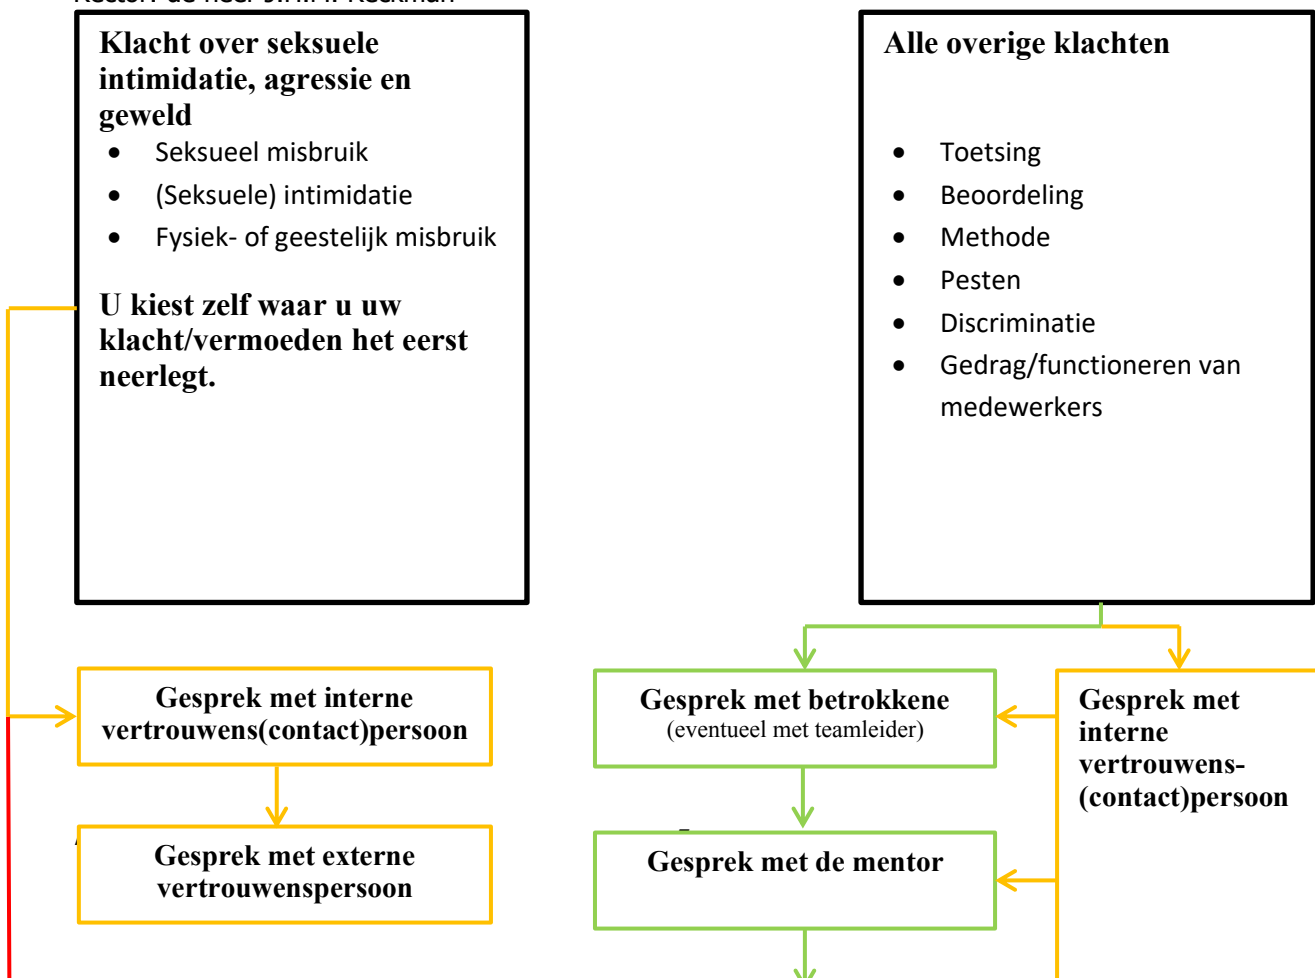 Klacht over seksuele
intimidatie, agressie en
geweld
• Seksueel misbruik
• (Seksuele) intimidatie
• Fysiek- of geestelijk misbruik
U kiest zelf waar u uw
klacht/vermoeden het eerst
neerlegt.
Alle overige klachten
• Toetsing
• Beoordeling
• Methode
• Pesten
• Discriminatie
• Gedrag/functioneren van
medewerkers
Gesprek met interne
vertrouwens(contact)persoon
Gesprek met externe
vertrouwenspersoon
Gesprek met betrokkene
(eventueel met teamleider)
Gesprek met de mentor
Gesprek met
interne
vertrouwens-
(contact)persoon